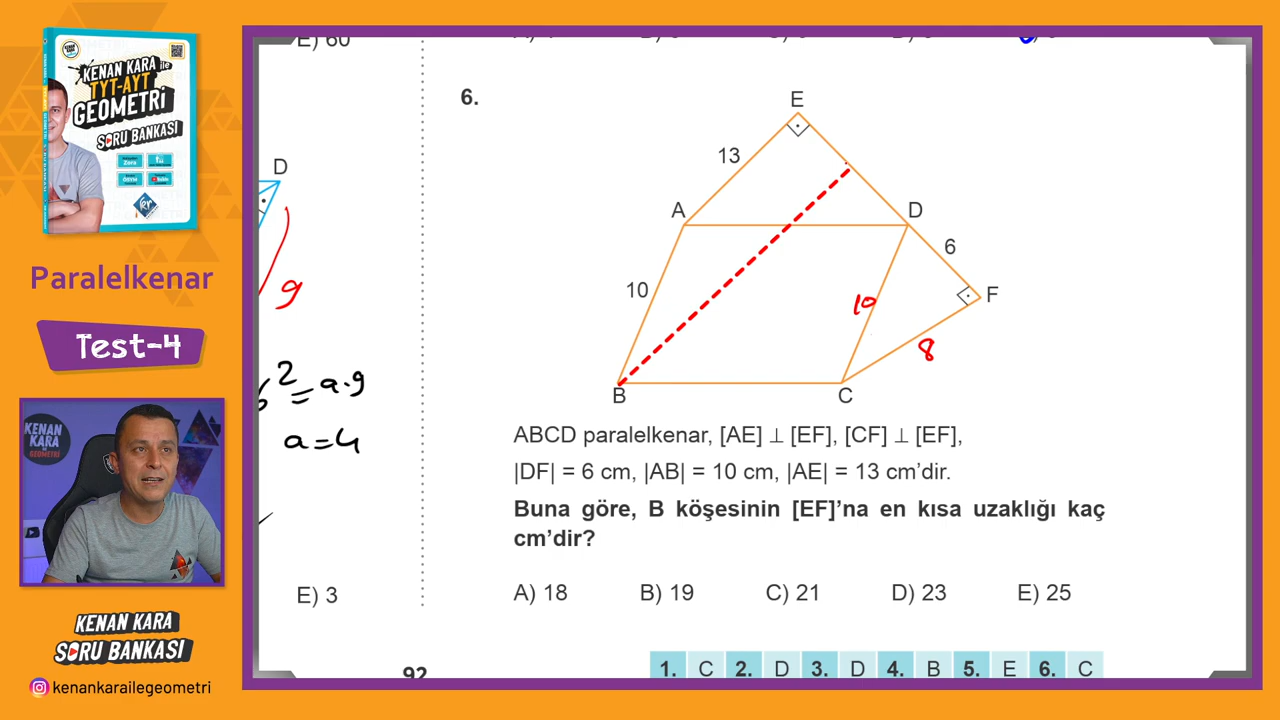 KENAN KARA ile
TYT-AYT
GEOMETRİ
SORU BANKASI
Paralelkenar
Test-4
KENAN
KARA
KENAN KARA
SORU BANKASI
kenankarailegeometri
E) 60
D
9
² = a.9
a=4
E) 3
92
6.
E
13
A
D
6
10
10
F
8
B
C
ABCD paralelkenar, [AE] ⊥ [EF], [CF] ⊥ [EF],
|DF| = 6 cm, |AB| = 10 cm, |AE| = 13 cm’dir.
Buna göre, B köşesinin [EF]’na en kısa uzaklığı kaç
cm’dir?
A) 18 B) 19 C) 21 D) 23 E) 25
1. C 2. D 3. D 4. B 5. E 6. C